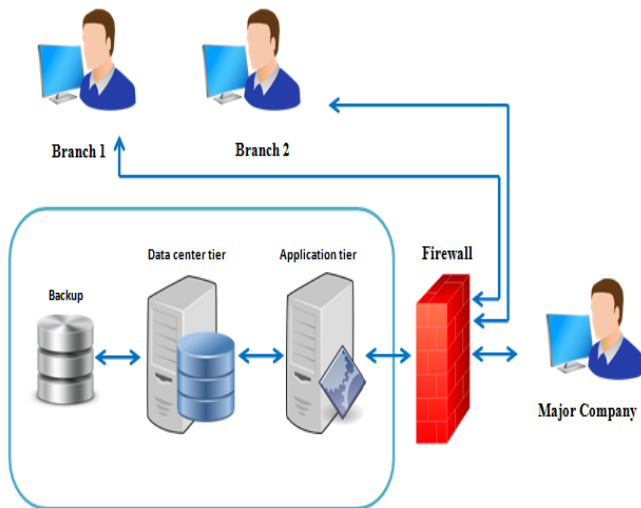 Branch 1
Branch 2
Data center tier
Application tier
Firewall
Backup
Major Company